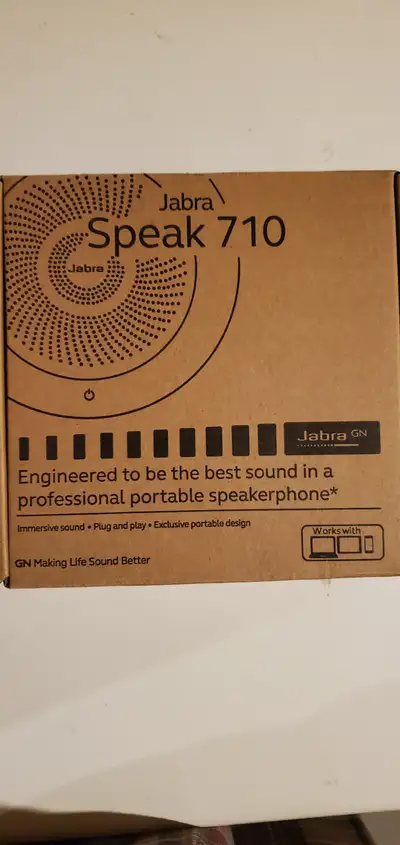 Jabra
Speak 710
Jabra
Jabra GN
Engineered to be the best sound in a
professional portable speakerphone*
Immersive sound • Plug and play • Exclusive portable design
Works with
GN Making Life Sound Better